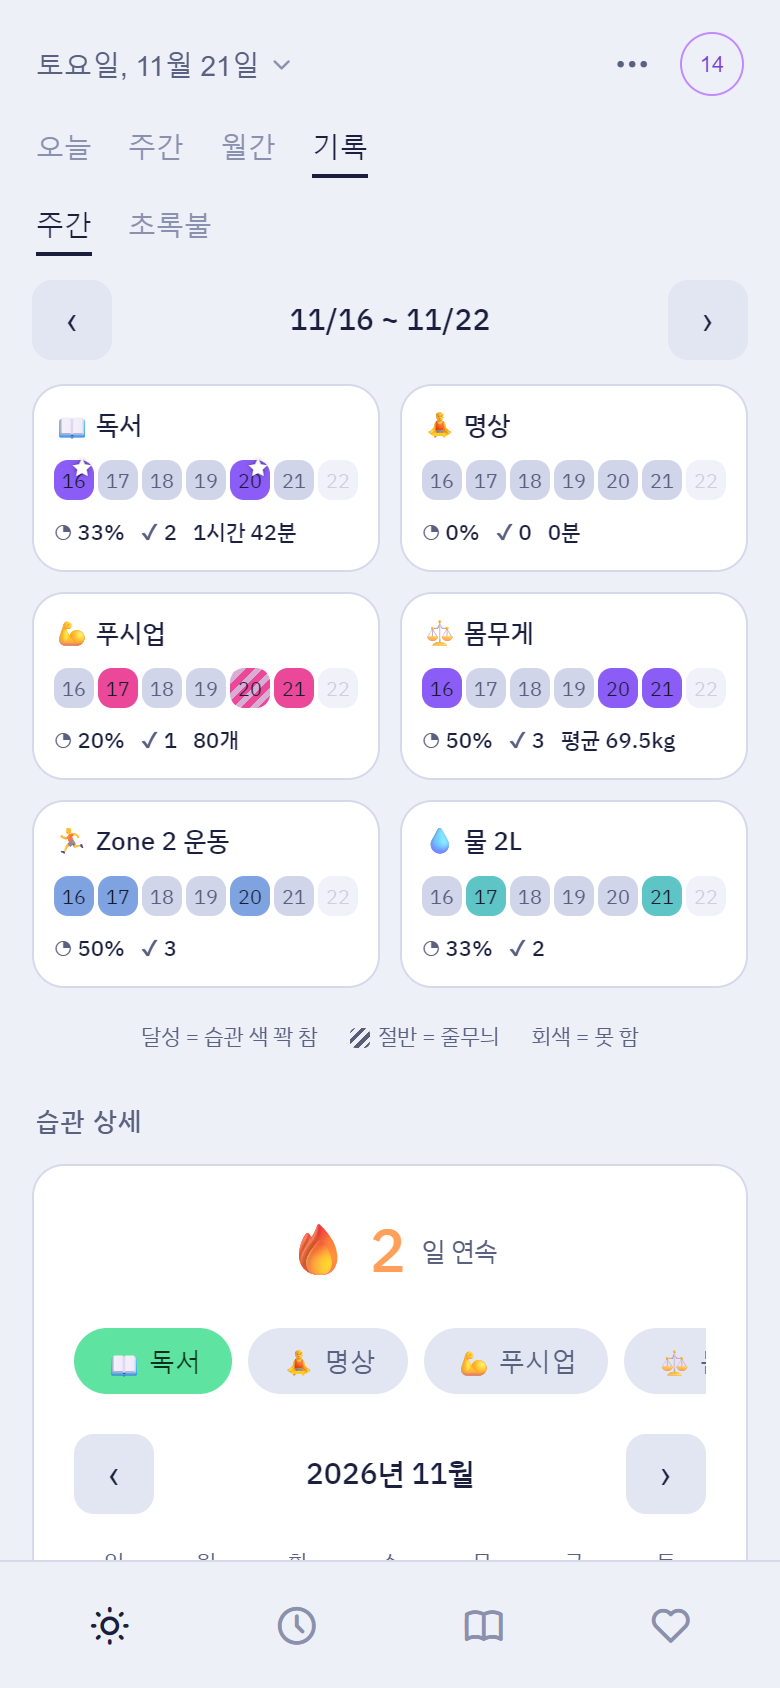 토요일, 11월 21일
14
오늘 주간 월간 기록
주간 초록불
‹ 11/16 ~ 11/22 ›
독서
16 17 18 19 20 21 22
33% ✓ 2 1시간 42분
명상
16 17 18 19 20 21 22
0% ✓ 0 0분
푸시업
16 17 18 19 20 21 22
20% ✓ 1 80개
몸무게
16 17 18 19 20 21 22
50% ✓ 3 평균 69.5kg
Zone 2 운동
16 17 18 19 20 21 22
50% ✓ 3
물 2L
16 17 18 19 20 21 22
33% ✓ 2
달성 = 습관 색 꽉 참 절반 = 줄무늬 회색 = 못 함
습관 상세
2 일 연속
독서 명상 푸시업
‹ 2026년 11월 ›